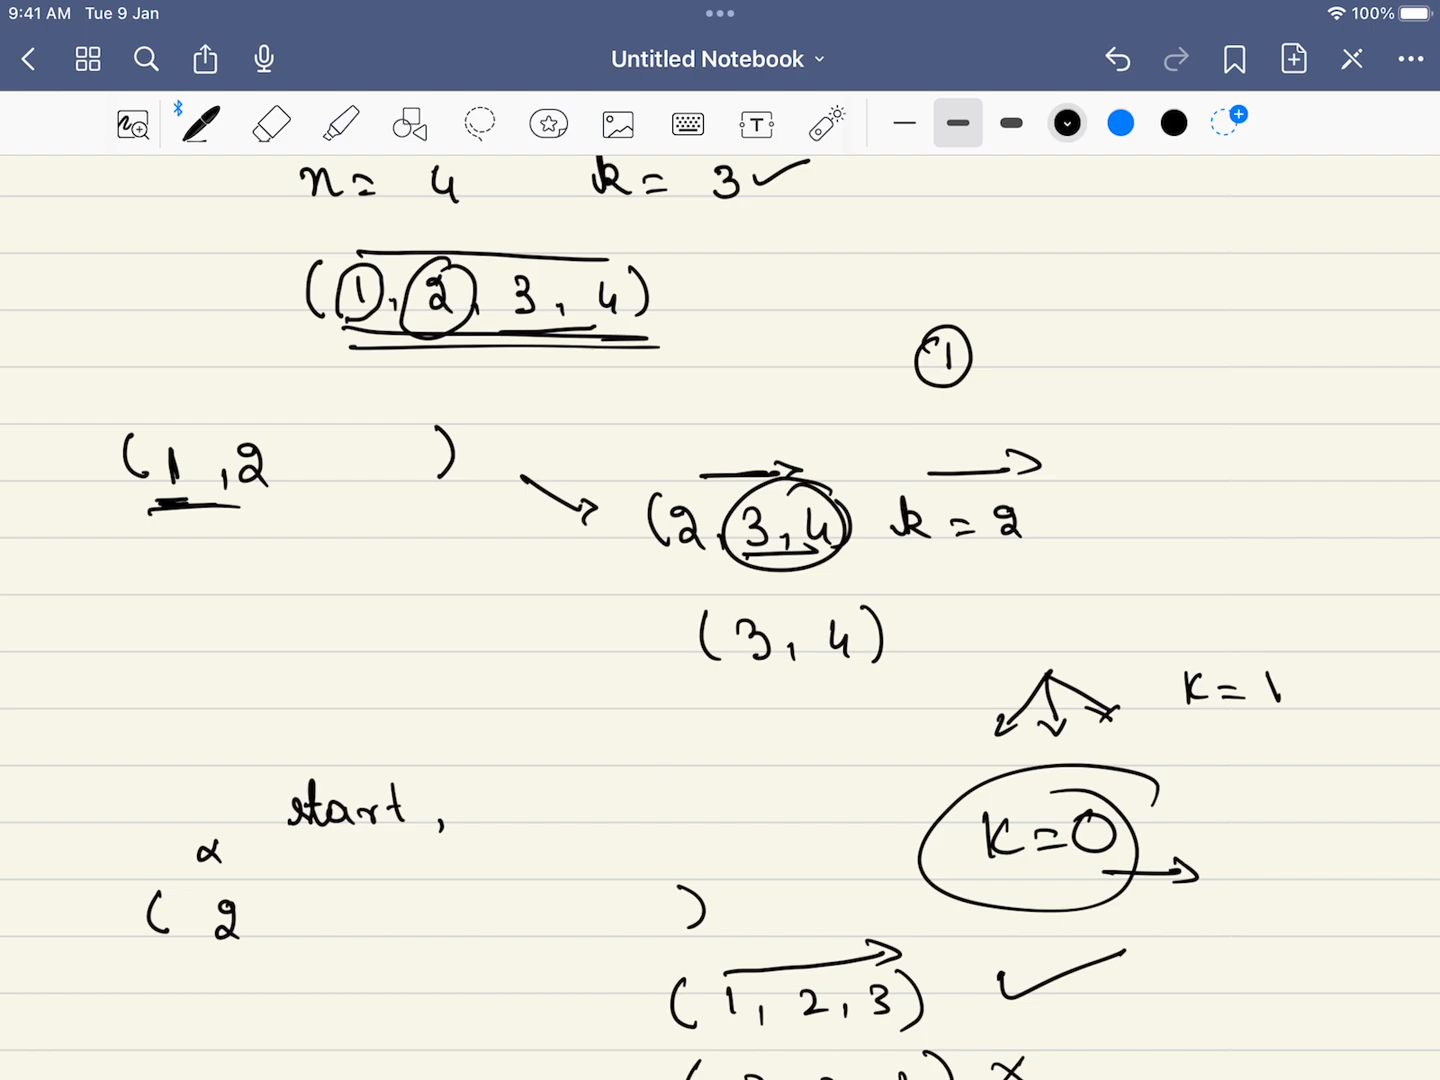 9:41 AM Tue 9 Jan
100%
Untitled Notebook
T
n = 4 k = 3 ✓
(1, 2, 3, 4)
1
(1, 2 )
(2, 3, 4) k = 2
(3, 4)
k = 1
start,
k = 0
α
( 2 )
(1, 2, 3) ✓